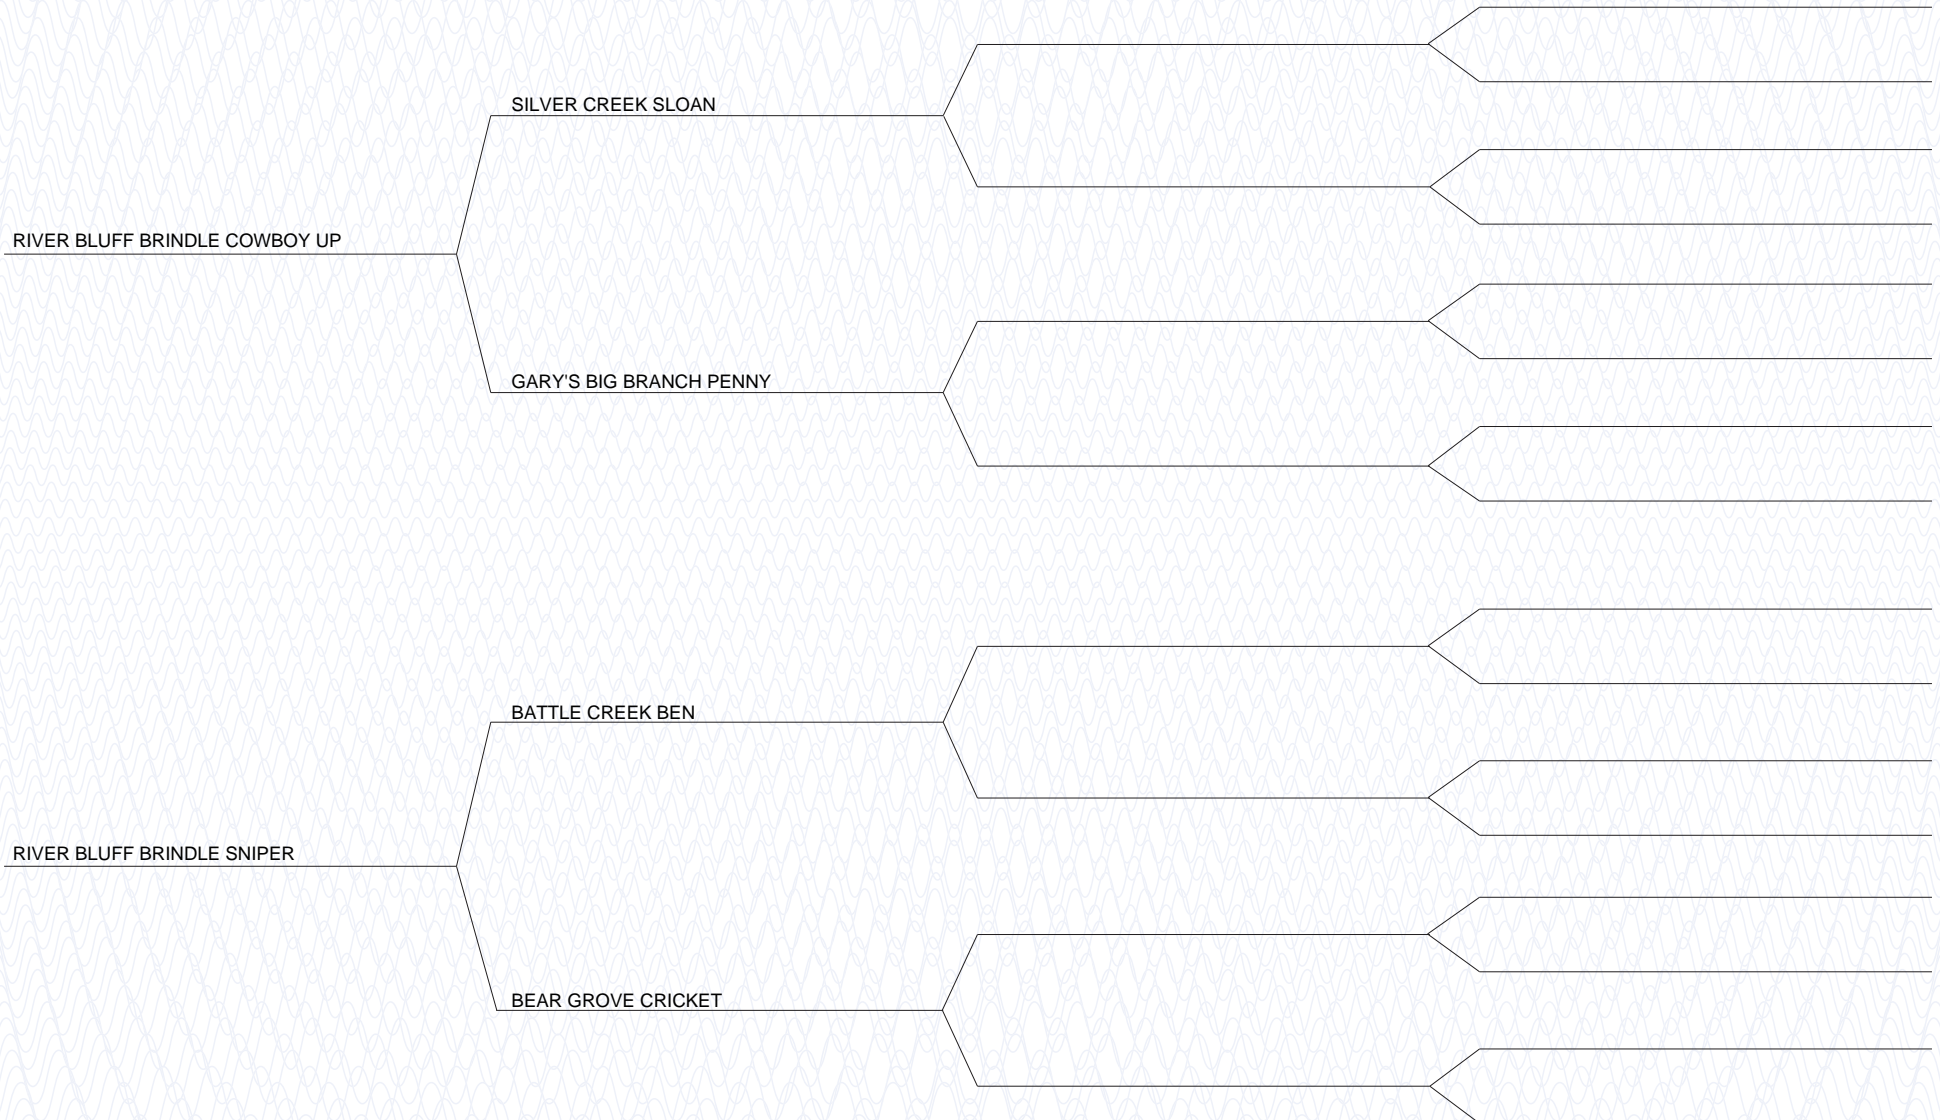 SILVER CREEK SLOAN
RIVER BLUFF BRINDLE COWBOY UP
GARY'S BIG BRANCH PENNY
BATTLE CREEK BEN
RIVER BLUFF BRINDLE SNIPER
BEAR GROVE CRICKET